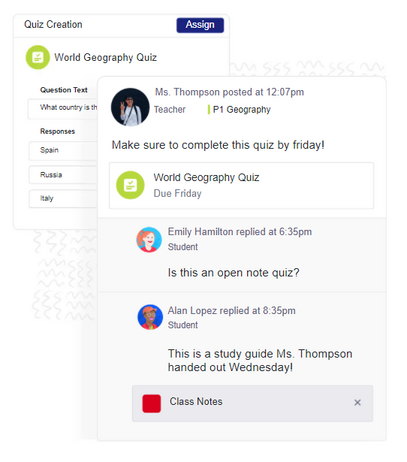 Quiz Creation
Assign
World Geography Quiz
Question Text
What country is th
Responses
Spain
Russia
Italy
Ms. Thompson posted at 12:07pm
Teacher
P1 Geography
Make sure to complete this quiz by friday!
World Geography Quiz
Due Friday
Emily Hamilton replied at 6:35pm
Student
Is this an open note quiz?
Alan Lopez replied at 8:35pm
Student
This is a study guide Ms. Thompson
handed out Wednesday!
Class Notes